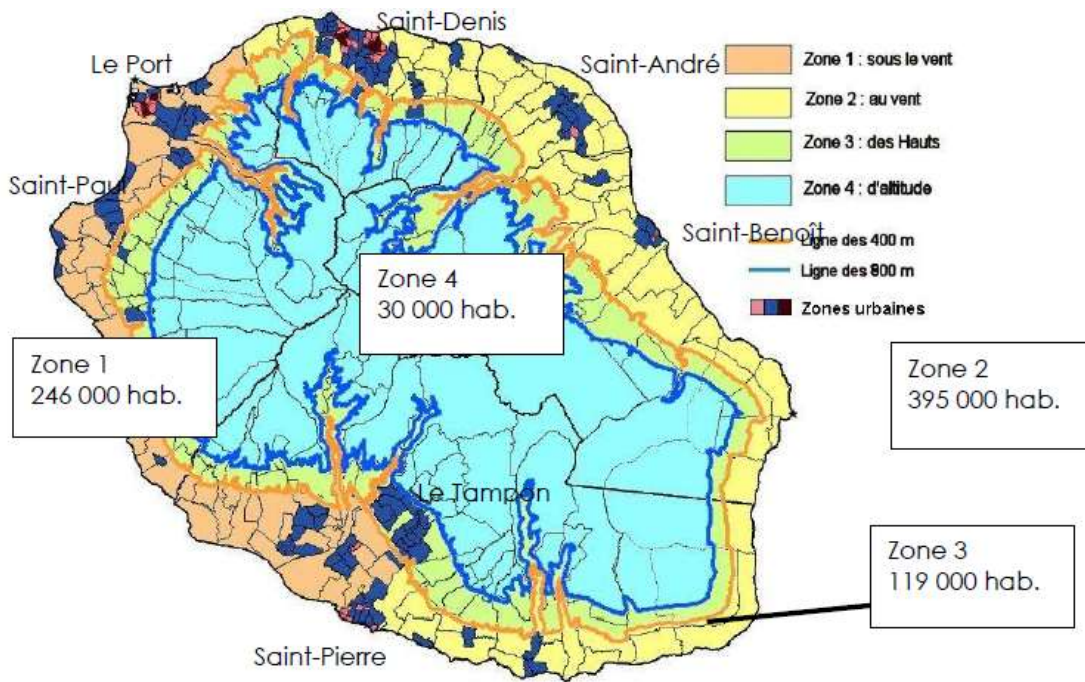 Saint-Denis
Le Port
Saint-André
Zone 1 : sous le vent
Zone 2 : au vent
Zone 3 : des Hauts
Zone 4 : d'altitude
Saint-Paul
Saint-Benoît
Ligne des 400 m
Ligne des 800 m
Zones urbaines
Zone 4
30 000 hab.
Zone 1
246 000 hab.
Zone 2
395 000 hab.
Le Tampon
Zone 3
119 000 hab.
Saint-Pierre